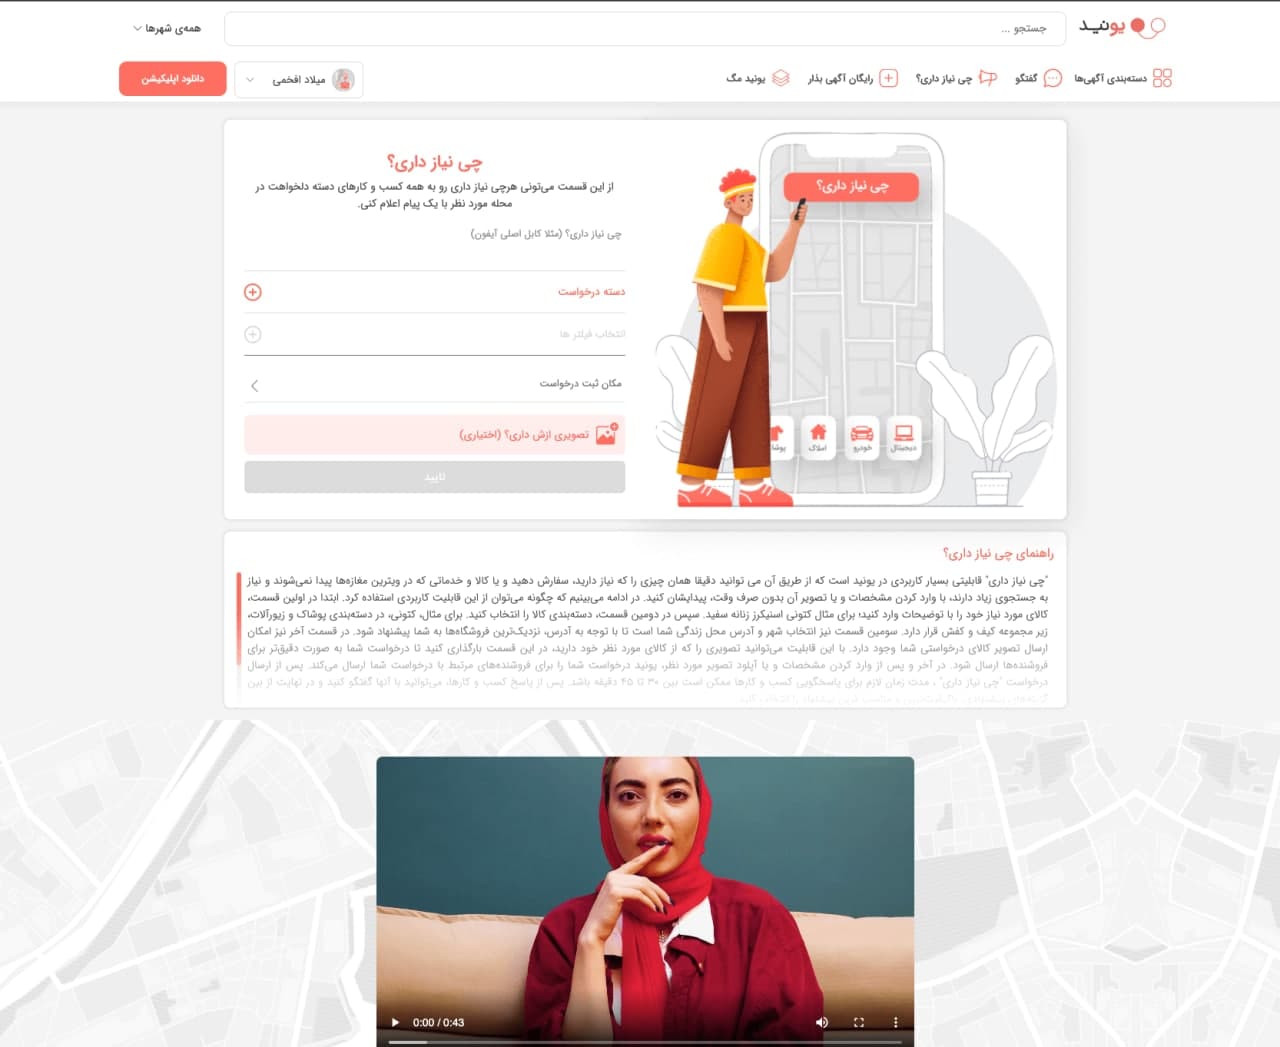 یونید
جستجو ...
همه‌ی شهرها
دسته‌بندی آگهی‌ها
گفتگو
چی نیاز داری؟
رایگان آگهی بذار
یونید مگ
میلاد افخمی
دانلود اپلیکیشن
چی نیاز داری؟
دیجیتال
خودرو
املاک
پوشا
چی نیاز داری؟
از این قسمت می‌تونی هرچی نیاز داری رو به همه کسب و کارهای دسته دلخواهت در
محله مورد نظر با یک پیام اعلام کنی.
چی نیاز داری؟ (مثلا کابل اصلی آیفون)
دسته درخواست
انتخاب فیلتر ها
مکان ثبت درخواست
تصویری ازش داری؟ (اختیاری)
تایید
راهنمای چی نیاز داری؟
"چی نیاز داری" قابلیتی بسیار کاربردی در یونید است که از طریق آن می توانید دقیقا همان چیزی را که نیاز دارید، سفارش دهید و یا کالا و خدماتی که در ویترین مغازه‌ها پیدا نمی‌شوند و نیاز
به جستجوی زیاد دارند، با وارد کردن مشخصات و یا تصویر آن بدون صرف وقت، پیدایشان کنید. در ادامه می‌بینیم که چگونه می‌توان از این قابلیت کاربردی استفاده کرد. ابتدا در اولین قسمت،
کالای مورد نیاز خود را با توضیحات وارد کنید؛ برای مثال کتونی اسنیکرز زنانه سفید. سپس در دومین قسمت، دسته‌بندی کالا را انتخاب کنید. برای مثال، کتونی، در دسته‌بندی پوشاک و زیورآلات،
زیر مجموعه کیف و کفش قرار دارد. سومین قسمت نیز انتخاب شهر و آدرس محل زندگی شما است تا با توجه به آدرس، نزدیک‌ترین فروشگاه‌ها به شما پیشنهاد شود. در قسمت آخر نیز امکان
ارسال تصویر کالای درخواستی شما وجود دارد. با این قابلیت می‌توانید تصویری را که از کالای مورد نظر خود دارید، در این قسمت بارگذاری کنید تا درخواست شما به صورت دقیق‌تر برای
فروشنده‌ها ارسال شود. در آخر و پس از وارد کردن مشخصات و یا آپلود تصویر مورد نظر، یونید درخواست شما را برای فروشنده‌های مرتبط با درخواست شما ارسال می‌کند. پس از ارسال
درخواست "چی نیاز داری" ، مدت زمان لازم برای پاسخگویی کسب و کارها ممکن است بین ۳۰ تا ۴۵ دقیقه باشد. پس از پاسخ کسب و کارها، می‌توانید با آنها گفتگو کنید و در نهایت از بین
را انتخاب کنید.
0:00 / 0:43